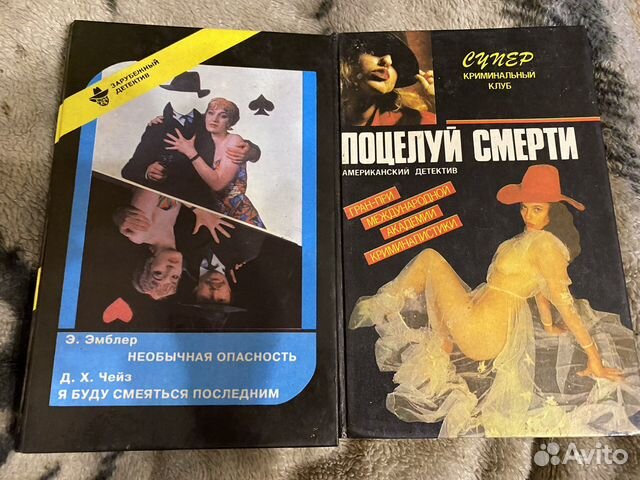 ЗАРУБЕЖНЫЙ
ДЕТЕКТИВ
Э. Эмблер
НЕОБЫЧНАЯ ОПАСНОСТЬ
Д. Х. Чейз
Я БУДУ СМЕЯТЬСЯ ПОСЛЕДНИМ
СУПЕР
КРИМИНАЛЬНЫЙ
КЛУБ
ПОЦЕЛУЙ СМЕРТИ
АМЕРИКАНСКИЙ ДЕТЕКТИВ
ГРАН-ПРИ
МЕЖДУНАРОДНОЙ
АКАДЕМИИ
КРИМИНАЛИСТИКИ
Avito